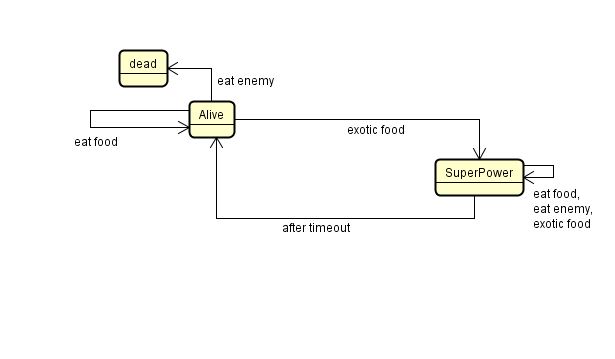 dead
eat enemy
Alive
eat food
exotic food
SuperPower
eat food,
eat enemy,
exotic food
after timeout